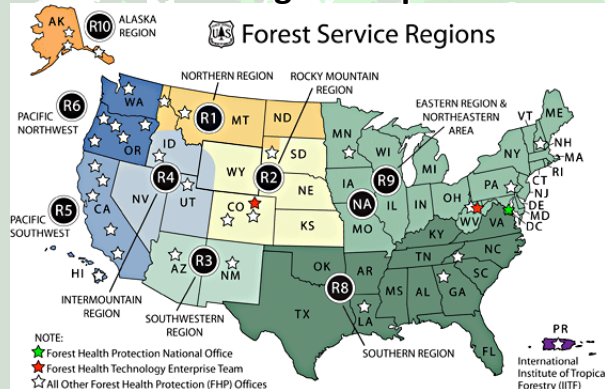 AK
R10
ALASKA
REGION
Forest Service Regions
NORTHERN REGION
ROCKY MOUNTAIN
REGION
EASTERN REGION &
NORTHEASTERN
AREA
R6
PACIFIC
NORTHWEST
WA
OR
R1
MT
ND
ID
R4
NV
UT
WY
R2
SD
NE
CO
KS
MN
WI
MI
IA
R9
NA
IL
IN
OH
MO
PA
NY
VT
ME
NH
MA
RI
CT
NJ
DE
MD
DC
WV
VA
KY
R5
PACIFIC
SOUTHWEST
CA
HI
INTERMOUNTAIN
REGION
AZ
R3
NM
SOUTHWESTERN
REGION
OK
AR
TN
NC
SC
R8
TX
LA
MS
AL
GA
FL
SOUTHERN REGION
PR
International
Institute of Tropical
Forestry (IITF)
NOTE:
Forest Health Protection National Office
Forest Health Technology Enterprise Team
All Other Forest Health Protection (FHP) Offices